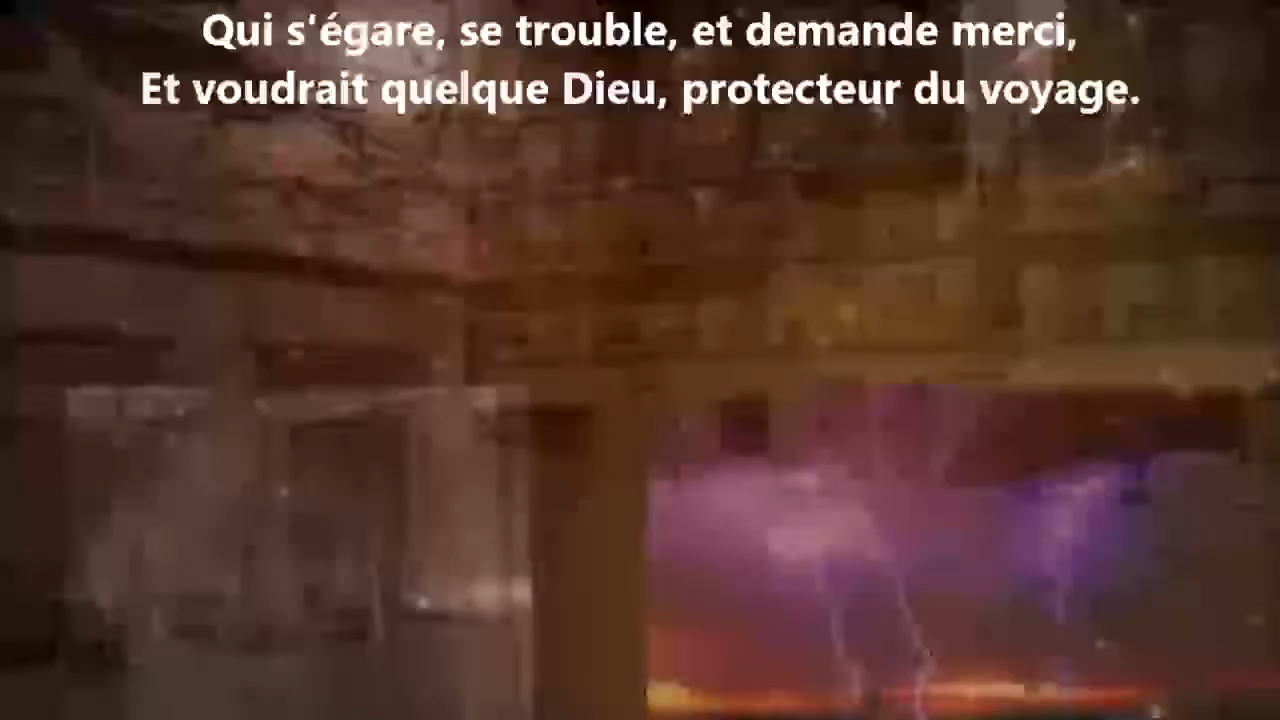 Qui s'égare, se trouble, et demande merci,
Et voudrait quelque Dieu, protecteur du voyage.